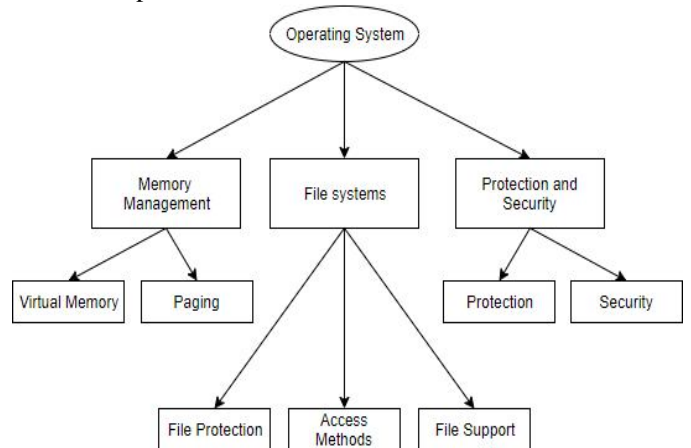 Operating System
Memory
Management
File systems
Protection and
Security
Virtual Memory
Paging
Protection
Security
File Protection
Access
Methods
File Support